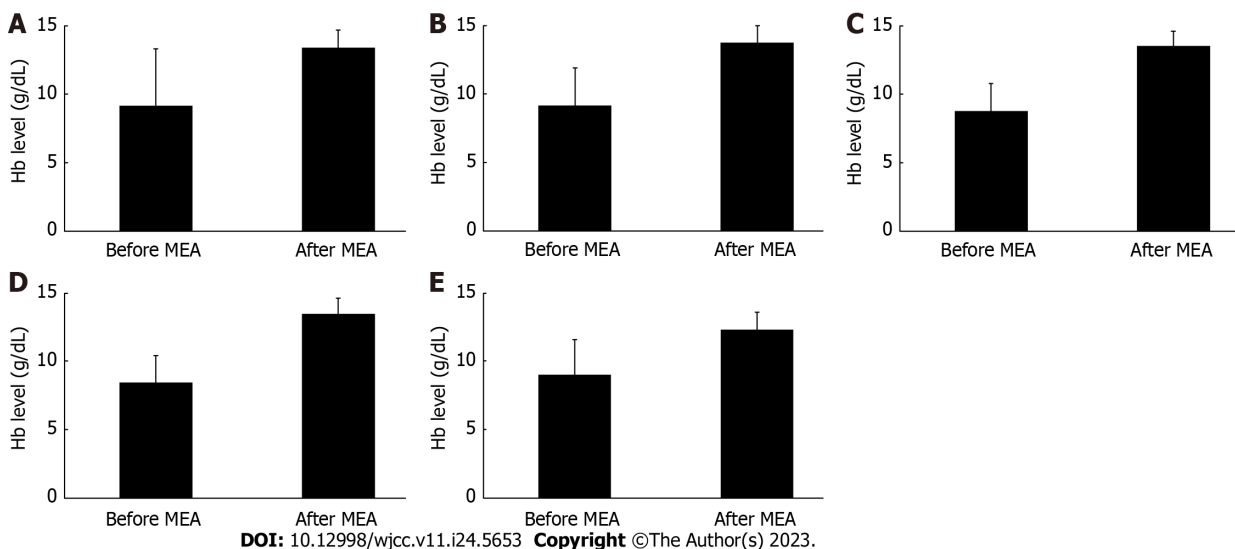 A
Hb level (g/dL)
15
10
5
0
Before MEA
After MEA
B
Hb level (g/dL)
15
10
5
0
Before MEA
After MEA
C
Hb level (g/dL)
15
10
5
0
Before MEA
After MEA
D
Hb level (g/dL)
15
10
5
0
Before MEA
After MEA
E
Hb level (g/dL)
15
10
5
0
Before MEA
After MEA
DOI: 10.12998/wjcc.v11.i24.5653 Copyright ©The Author(s) 2023.